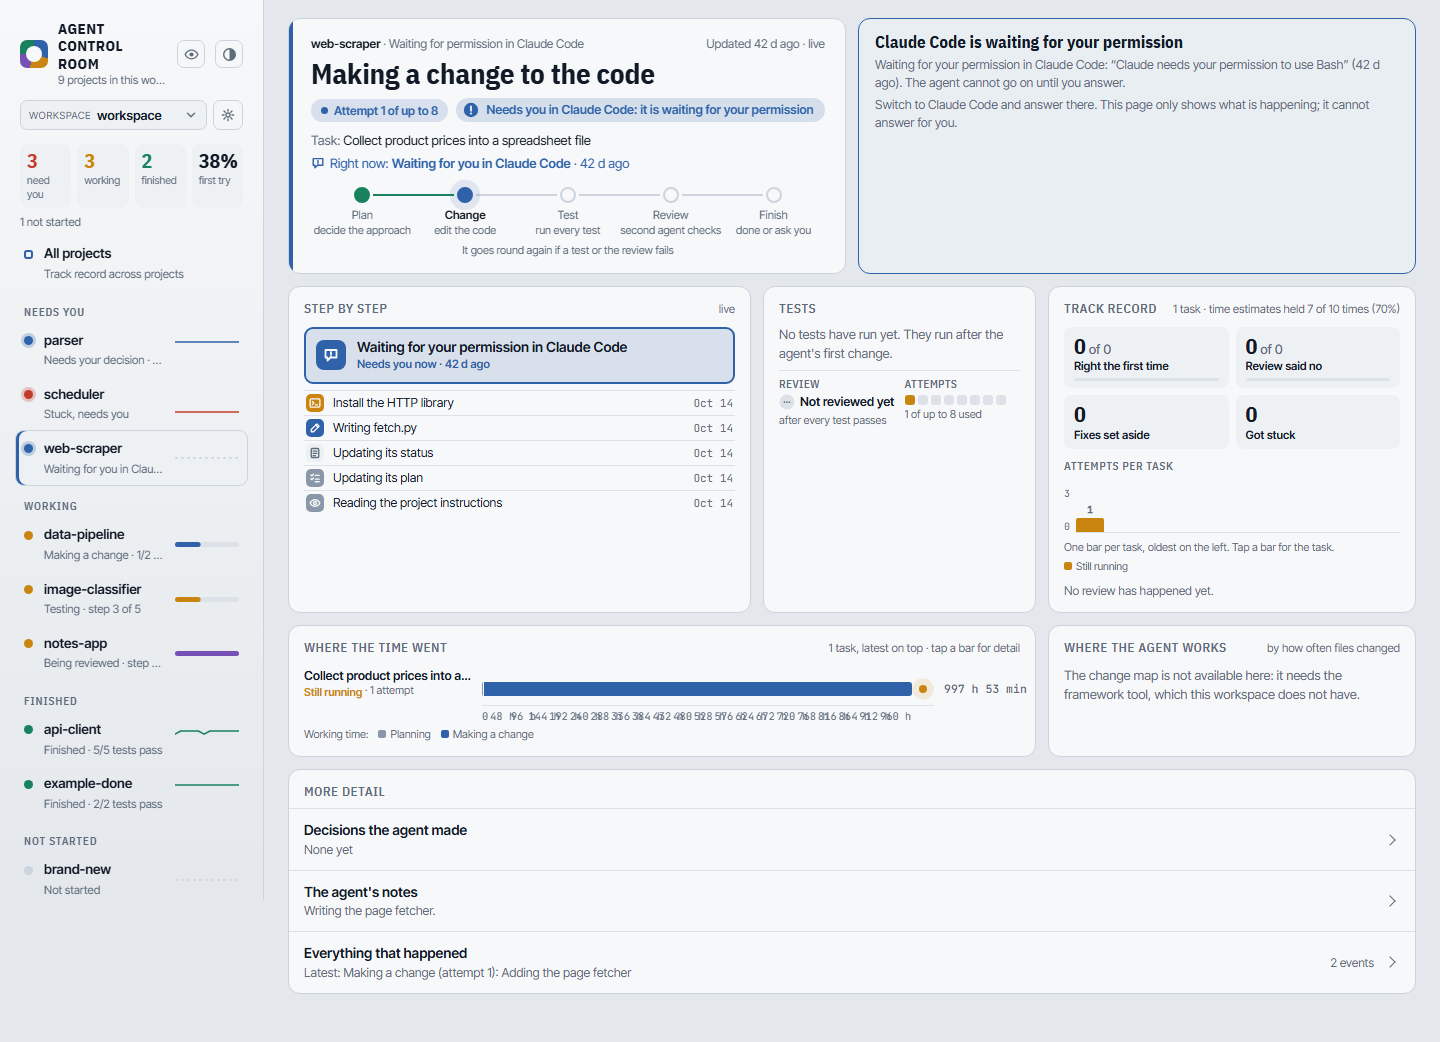 AGENT
CONTROL
ROOM
9 projects in this wo...
WORKSPACE workspace
3
need
you
3
working
2
finished
38%
first try
1 not started
All projects
Track record across projects
NEEDS YOU
parser
Needs your decision · ...
scheduler
Stuck, needs you
web-scraper
Waiting for you in Clau...
WORKING
data-pipeline
Making a change · 1/2 ...
image-classifier
Testing · step 3 of 5
notes-app
Being reviewed · step ...
FINISHED
api-client
Finished · 5/5 tests pass
example-done
Finished · 2/2 tests pass
NOT STARTED
brand-new
Not started
web-scraper · Waiting for permission in Claude Code
Updated 42 d ago · live
Making a change to the code
Attempt 1 of up to 8
Needs you in Claude Code: it is waiting for your permission
Task: Collect product prices into a spreadsheet file
Right now: Waiting for you in Claude Code · 42 d ago
Plan
decide the approach
Change
edit the code
Test
run every test
Review
second agent checks
Finish
done or ask you
It goes round again if a test or the review fails
Claude Code is waiting for your permission
Waiting for your permission in Claude Code: “Claude needs your permission to use Bash” (42 d
ago). The agent cannot go on until you answer.
Switch to Claude Code and answer there. This page only shows what is happening; it cannot
answer for you.
STEP BY STEP
live
Waiting for your permission in Claude Code
Needs you now · 42 d ago
Install the HTTP library Oct 14
Writing fetch.py Oct 14
Updating its status Oct 14
Updating its plan Oct 14
Reading the project instructions Oct 14
TESTS
No tests have run yet. They run after the
agent's first change.
REVIEW
Not reviewed yet
after every test passes
ATTEMPTS
1 of up to 8 used
TRACK RECORD
1 task · time estimates held 7 of 10 times (70%)
0 of 0
Right the first time
0 of 0
Review said no
0
Fixes set aside
0
Got stuck
ATTEMPTS PER TASK
3
1
0
One bar per task, oldest on the left. Tap a bar for the task.
Still running
No review has happened yet.
WHERE THE TIME WENT
1 task, latest on top · tap a bar for detail
Collect product prices into a...
Still running · 1 attempt
997 h 53 min
0 48 h 96 h 144 h 192 h 240 h 288 h 336 h 384 h 432 h 480 h 528 h 576 h 624 h 672 h 720 h 768 h 816 h 864 h 912 h 960 h
Working time: Planning Making a change
WHERE THE AGENT WORKS
by how often files changed
The change map is not available here: it needs the
framework tool, which this workspace does not have.
MORE DETAIL
Decisions the agent made
None yet
The agent's notes
Writing the page fetcher.
Everything that happened
Latest: Making a change (attempt 1): Adding the page fetcher
2 events